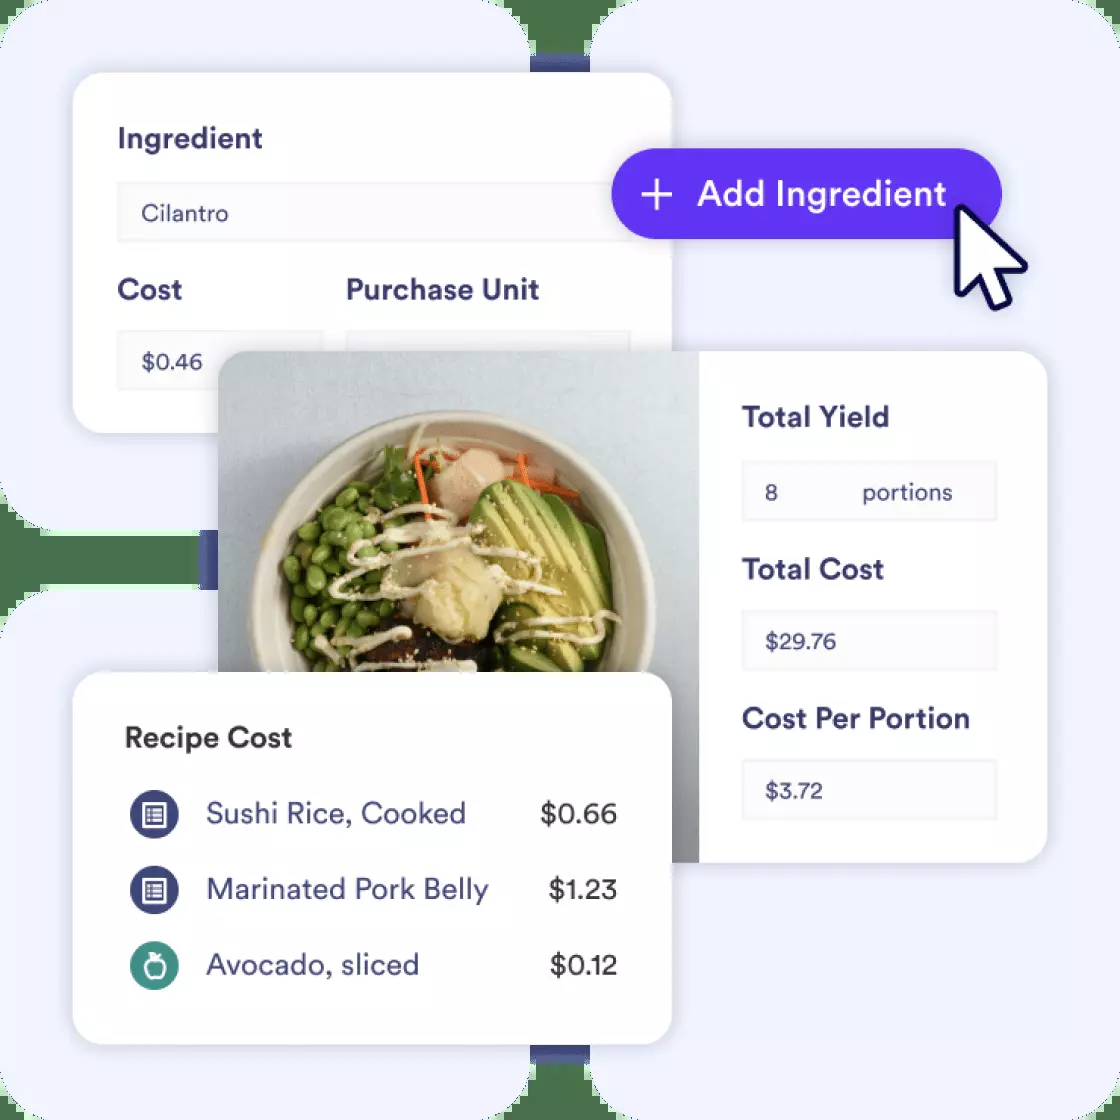 Ingredient
Cilantro
+ Add Ingredient
Cost Purchase Unit
$0.46
Total Yield
8 portions
Total Cost
$29.76
Cost Per Portion
$3.72
Recipe Cost
Sushi Rice, Cooked $0.66
Marinated Pork Belly $1.23
Avocado, sliced $0.12